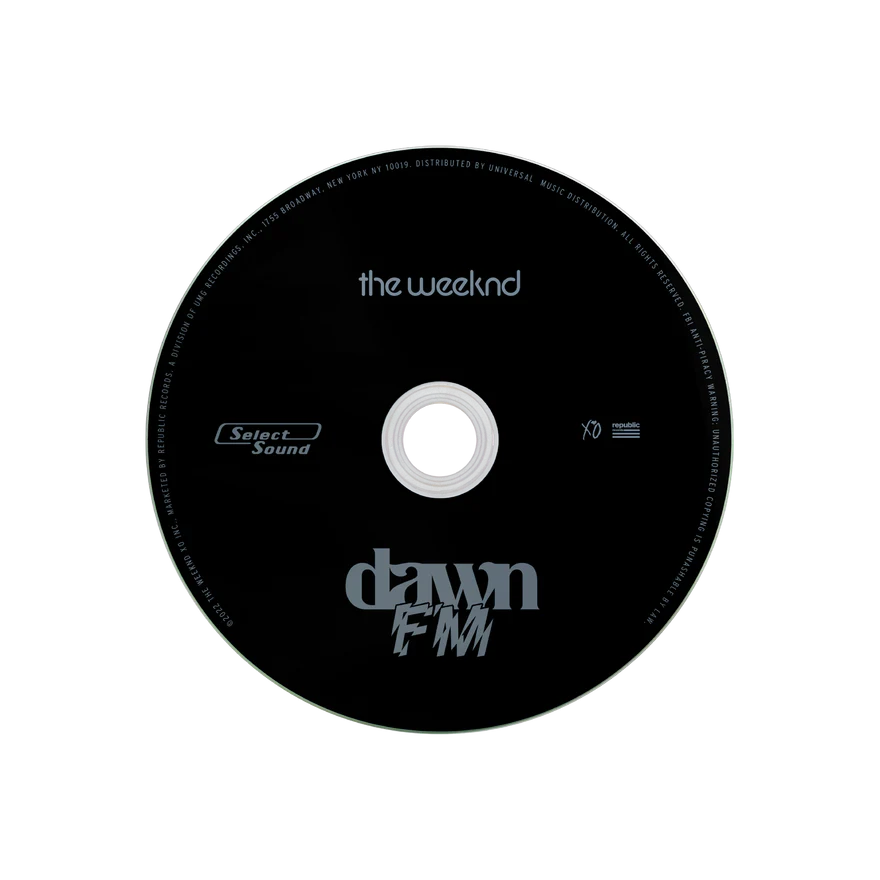 ©2022 THE WEEKND XO INC., MARKETED BY REPUBLIC RECORDS, A DIVISION OF UMG RECORDINGS, INC., 1755 BROADWAY, NEW YORK NY 10019. DISTRIBUTED BY UNIVERSAL MUSIC DISTRIBUTION. ALL RIGHTS RESERVED. FBI ANTI-PIRACY WARNING: UNAUTHORIZED COPYING IS PUNASHABLE BY LAW.
the weeknd
Select
Sound
XO
republic
dawn
FM